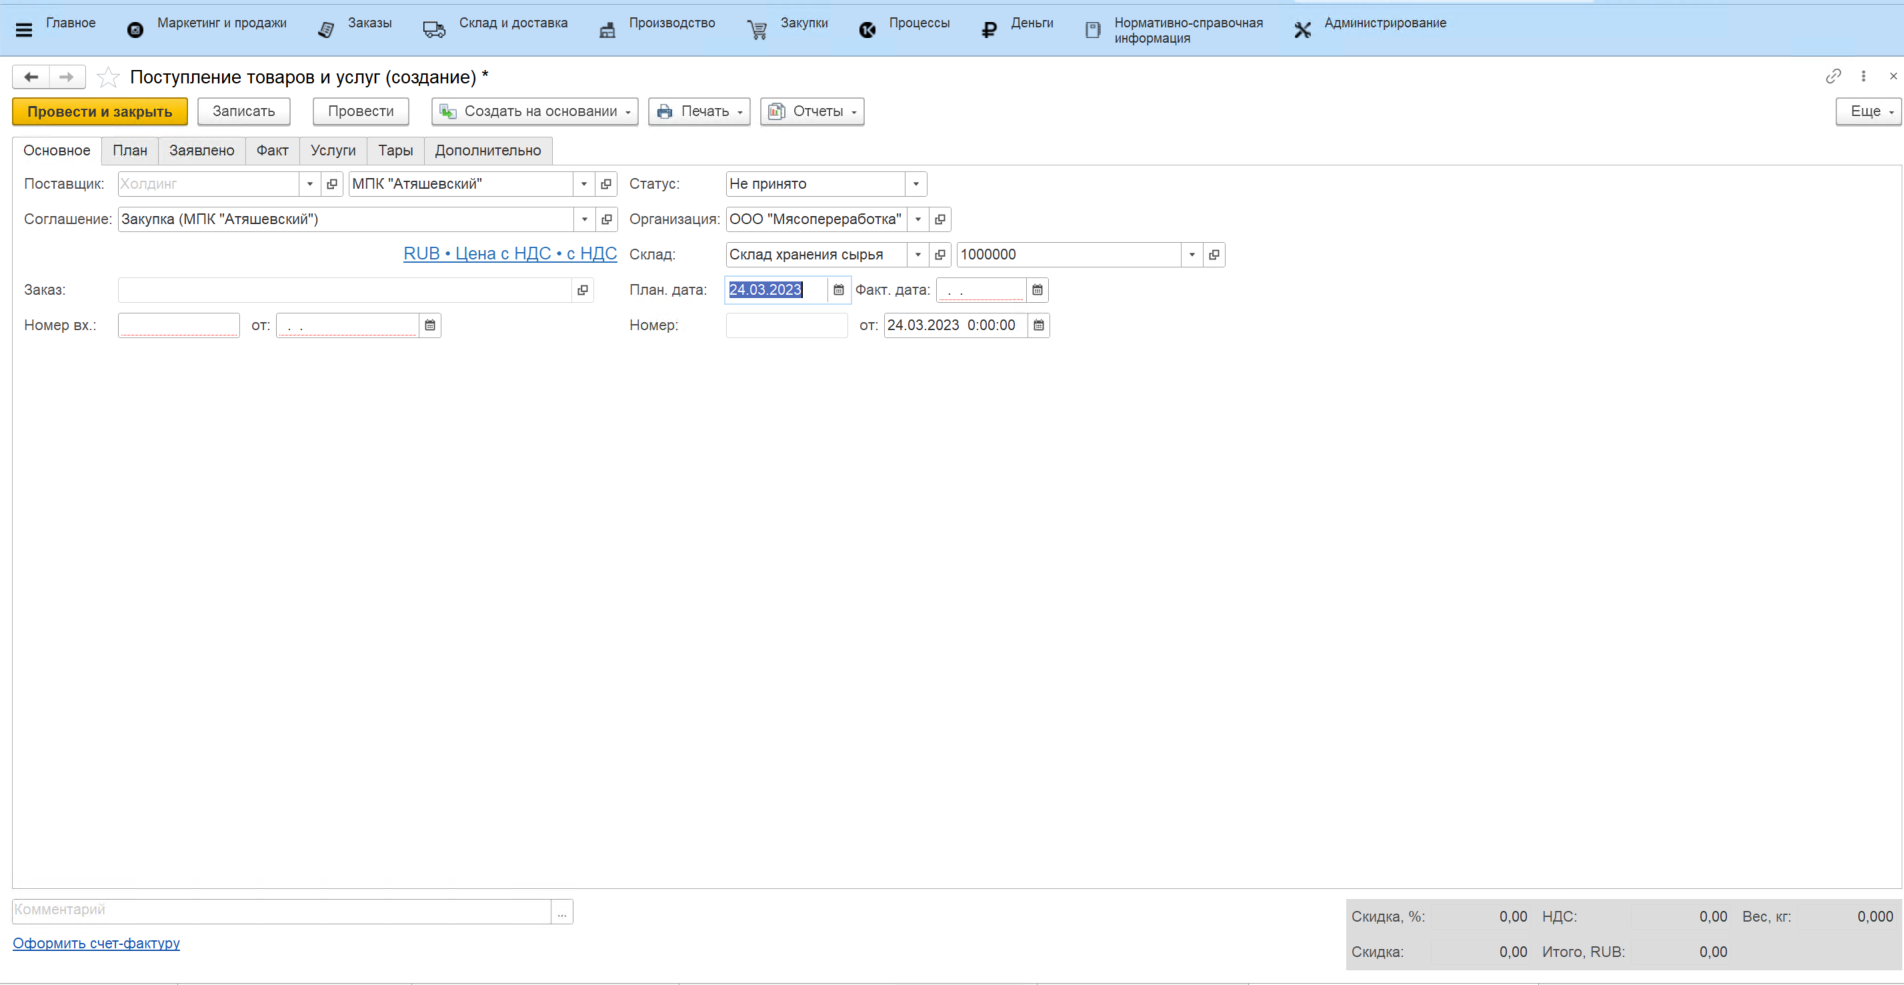 Главное Маркетинг и продажи Заказы Склад и доставка Производство Закупки Процессы Деньги Нормативно-справочная информация Администрирование
Поступление товаров и услуг (создание) *
Провести и закрыть Записать Провести Создать на основании Печать Отчеты Еще
Основное План Заявлено Факт Услуги Тары Дополнительно
Поставщик: Холдинг МПК "Атяшевский" Статус: Не принято
Соглашение: Закупка (МПК "Атяшевский") Организация: ООО "Мясопереработка"
RUB • Цена с НДС • с НДС Склад: Склад хранения сырья 1000000
Заказ: План. дата: 24.03.2023 Факт. дата: . .
Номер вх.: от: . . Номер: от: 24.03.2023 0:00:00
Комментарий ...
Скидка, %: 0,00 НДС: 0,00 Вес, кг: 0,000
Оформить счет-фактуру
Скидка: 0,00 Итого, RUB: 0,00